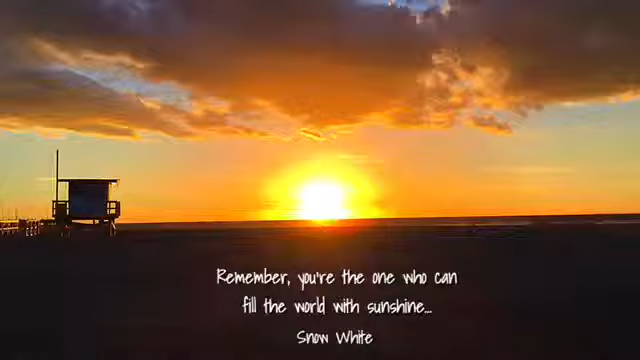 Remember, you're the one who can
fill the world with sunshine...
Snow White